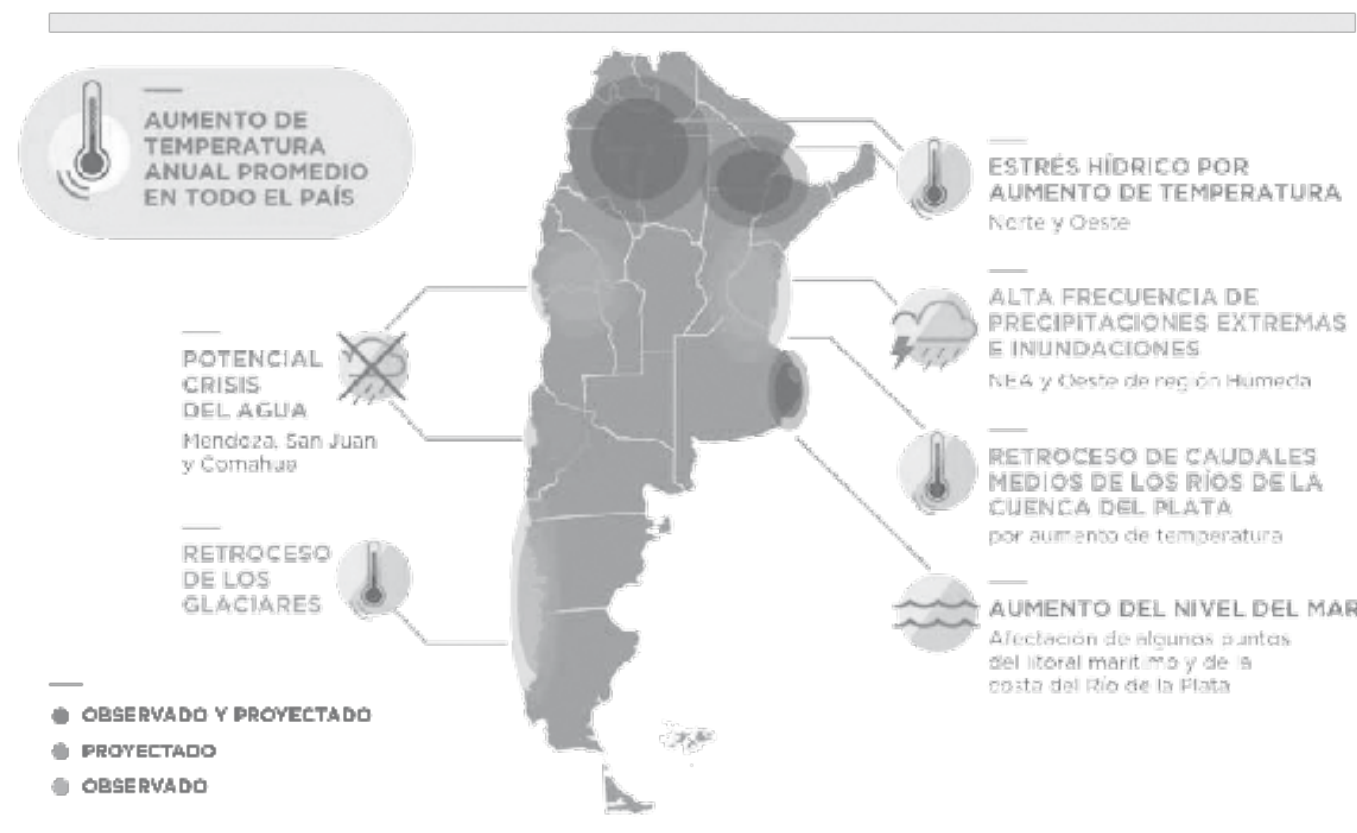 AUMENTO DE
TEMPERATURA
ANUAL PROMEDIO
EN TODO EL PAÍS
POTENCIAL
CRISIS
DEL AGUA
Mendoza, San Juan
y Comahue
RETROCESO
DE LOS
GLACIARES
OBSERVADO Y PROYECTADO
PROYECTADO
OBSERVADO
ESTRÉS HÍDRICO POR
AUMENTO DE TEMPERATURA
Norte y Oeste
ALTA FRECUENCIA DE
PRECIPITACIONES EXTREMAS
E INUNDACIONES
NEA y Oeste de región Húmeda
RETROCESO DE CAUDALES
MEDIOS DE LOS RÍOS DE LA
CUENCA DEL PLATA
por aumento de temperatura
AUMENTO DEL NIVEL DEL MAR
Afectación de algunos puntos
del litoral marítimo y de la
costa del Río de la Plata